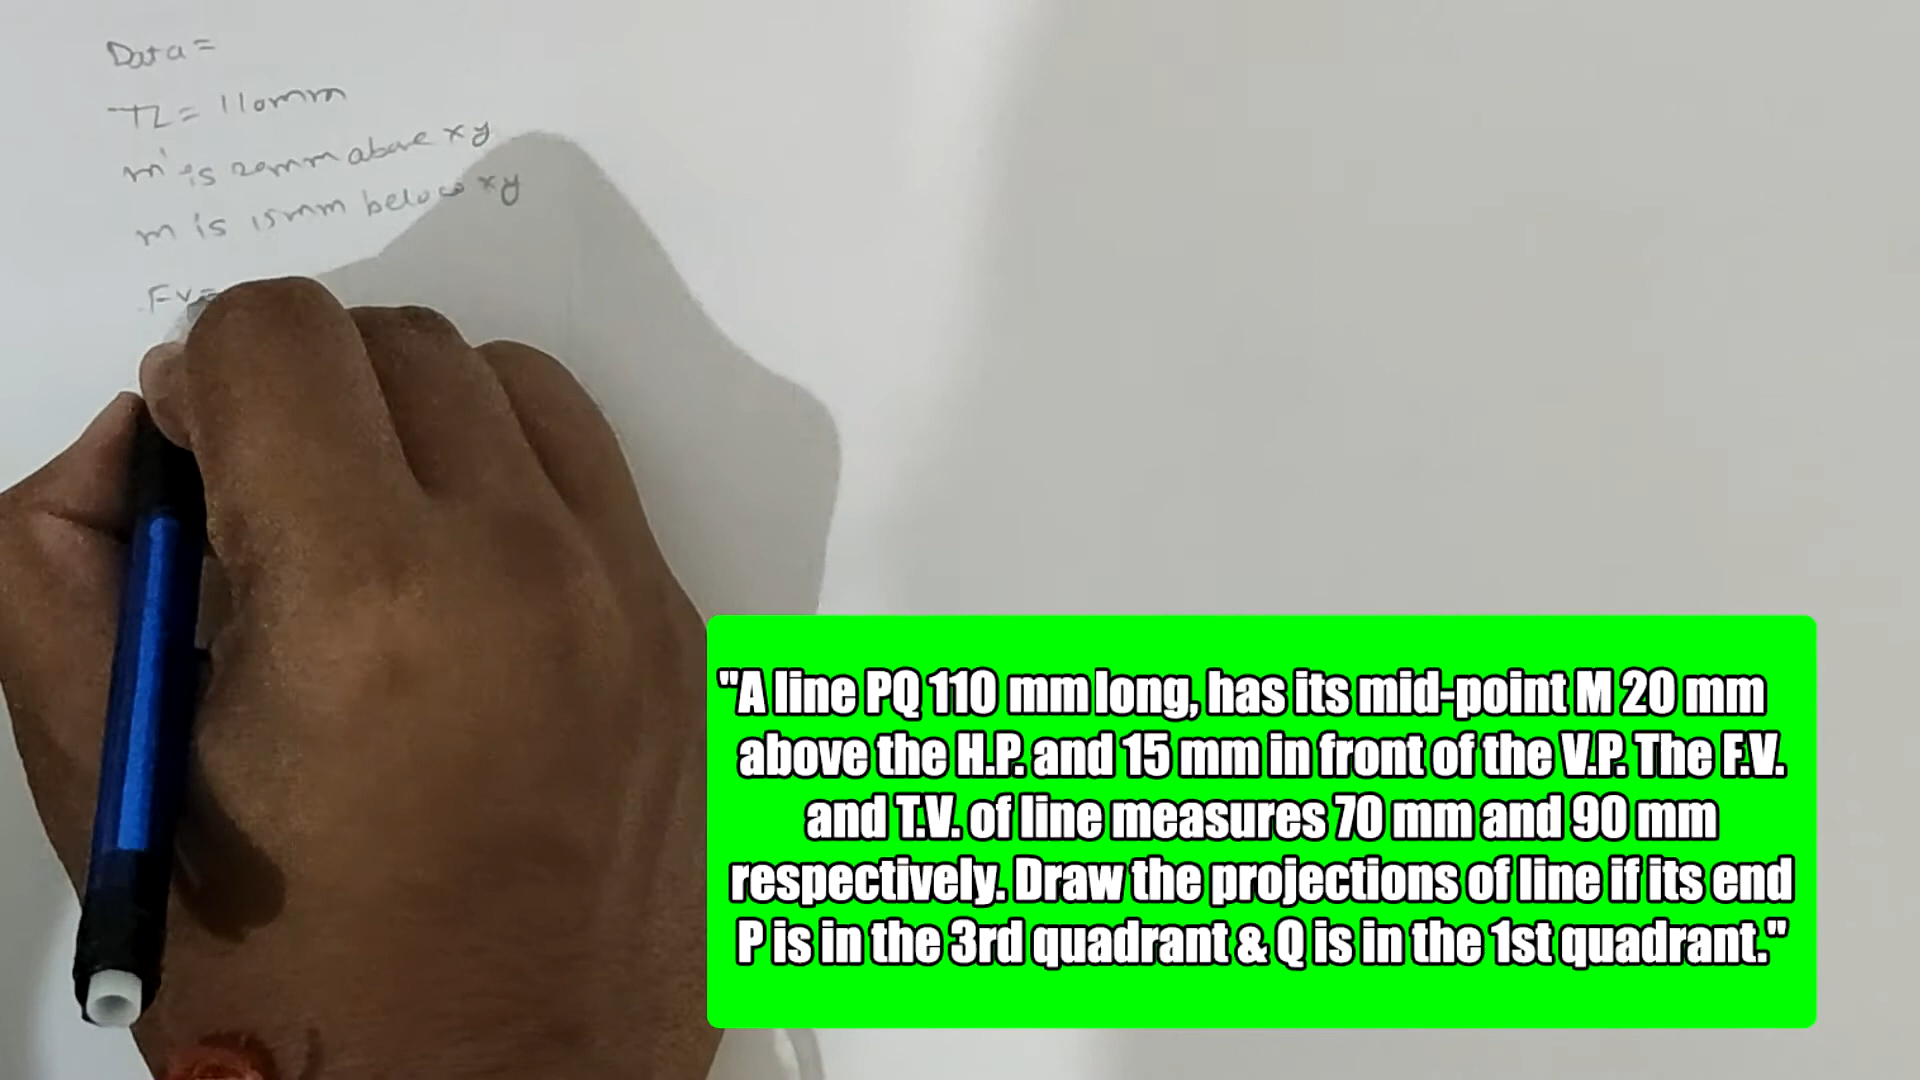 Data =
TL = 110mm
m' is 20mm above xy
m is 15mm below xy
FV=
"A line PQ 110 mm long, has its mid-point M 20 mm
above the H.P. and 15 mm in front of the V.P. The F.V.
and T.V. of line measures 70 mm and 90 mm
respectively. Draw the projections of line if its end
P is in the 3rd quadrant & Q is in the 1st quadrant."